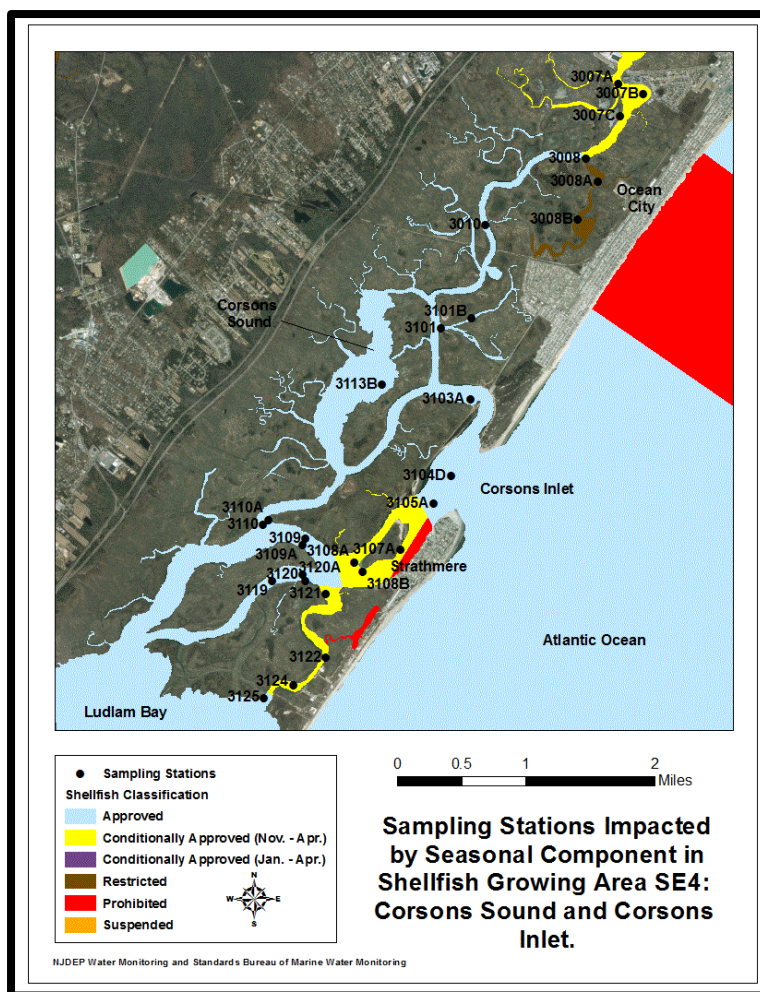 3007A
3007B
3007C
3008
3008A
Ocean
City
3008B
3010
Corsons
Sound
3101B
3101
3113B
3103A
3104D
Corsons Inlet
3105A
3110A
3110
3109
3109A
3108A
3107A
3120A
Strathmere
3120
3108B
3119
3121
Atlantic Ocean
3122
3124
3125
Ludlam Bay
Sampling Stations
Shellfish Classification
Approved
Conditionally Approved (Nov. - Apr.)
Conditionally Approved (Jan. - Apr.)
Restricted
Prohibited
Suspended
N
W E
S
0 0.5 1 2
Miles
Sampling Stations Impacted
by Seasonal Component in
Shellfish Growing Area SE4:
Corsons Sound and Corsons
Inlet.
NJDEP Water Monitoring and Standards Bureau of Marine Water Monitoring